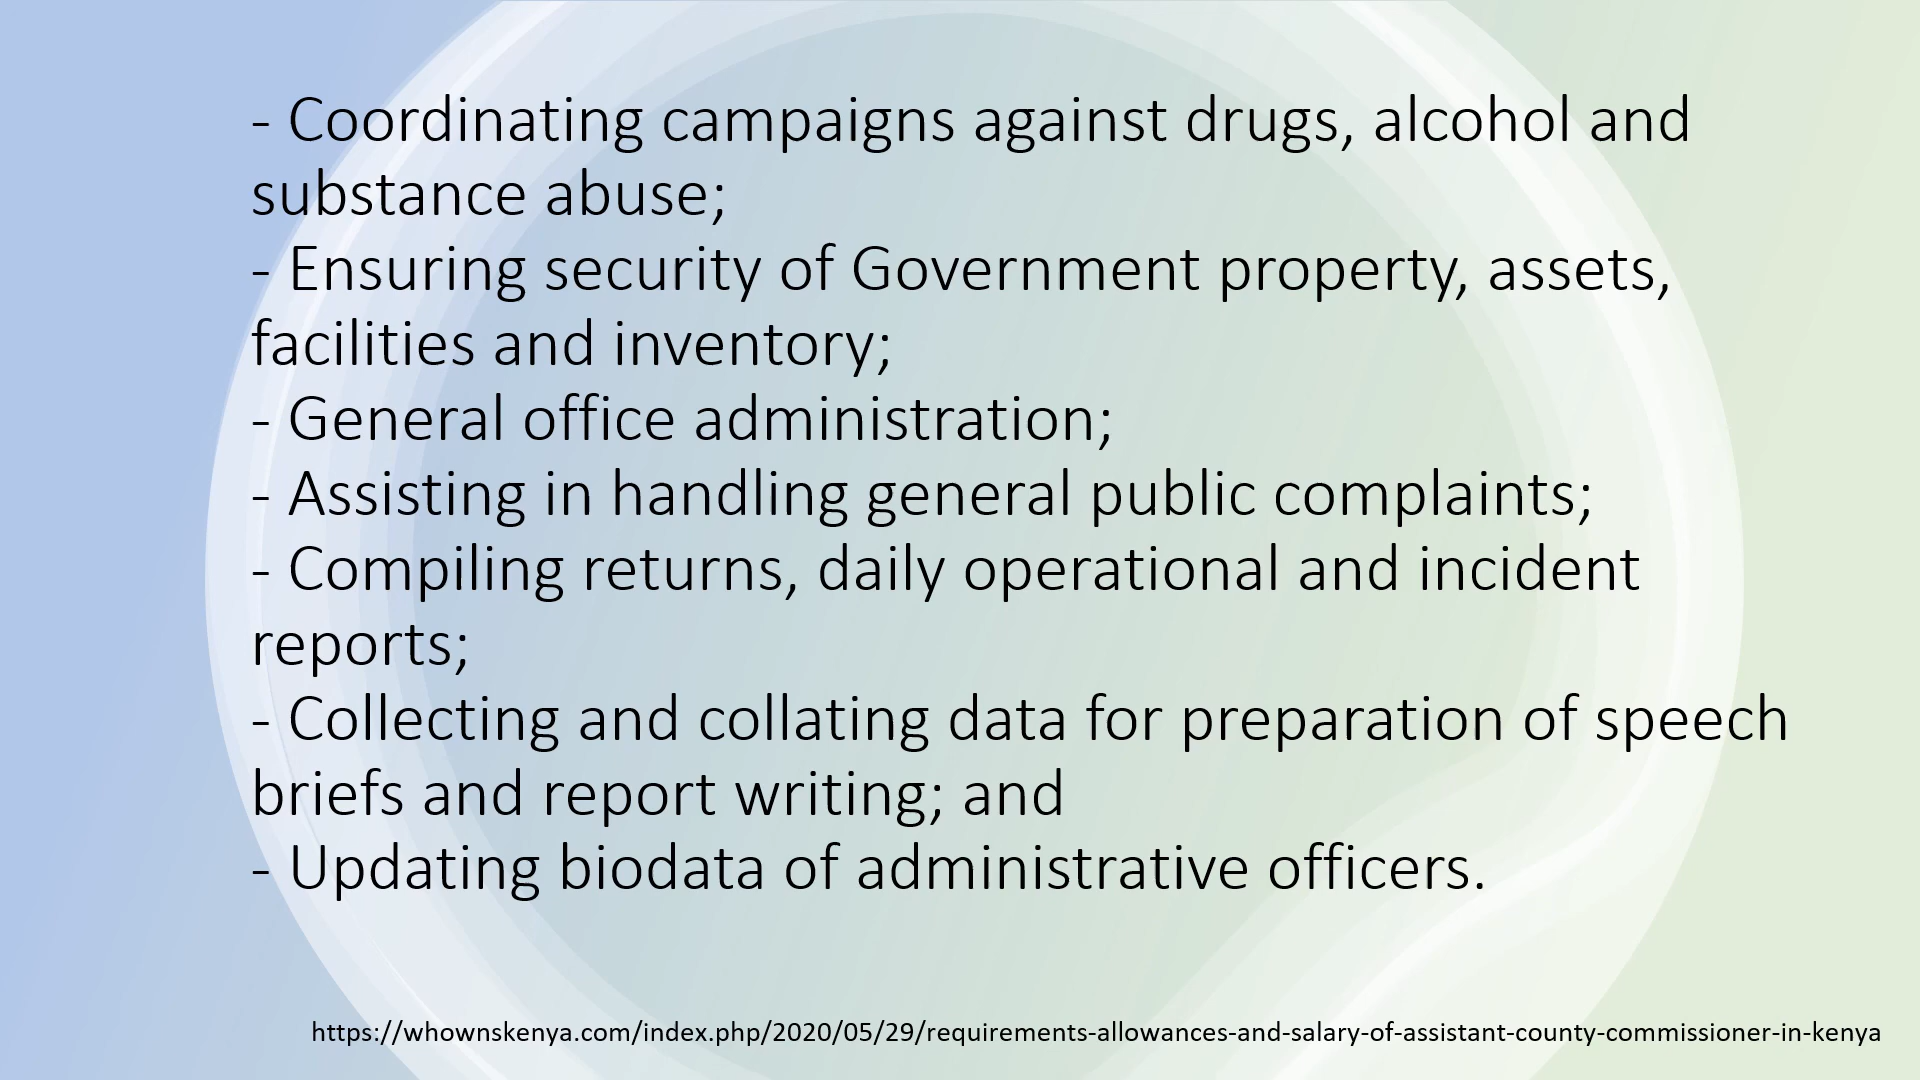 - Coordinating campaigns against drugs, alcohol and
substance abuse;
- Ensuring security of Government property, assets,
facilities and inventory;
- General office administration;
- Assisting in handling general public complaints;
- Compiling returns, daily operational and incident
reports;
- Collecting and collating data for preparation of speech
briefs and report writing; and
- Updating biodata of administrative officers.
https://whownskenya.com/index.php/2020/05/29/requirements-allowances-and-salary-of-assistant-county-commissioner-in-kenya